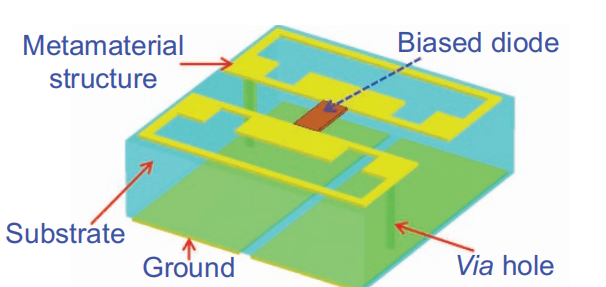 Metamaterial
structure
Biased diode
Substrate
Ground
Via hole